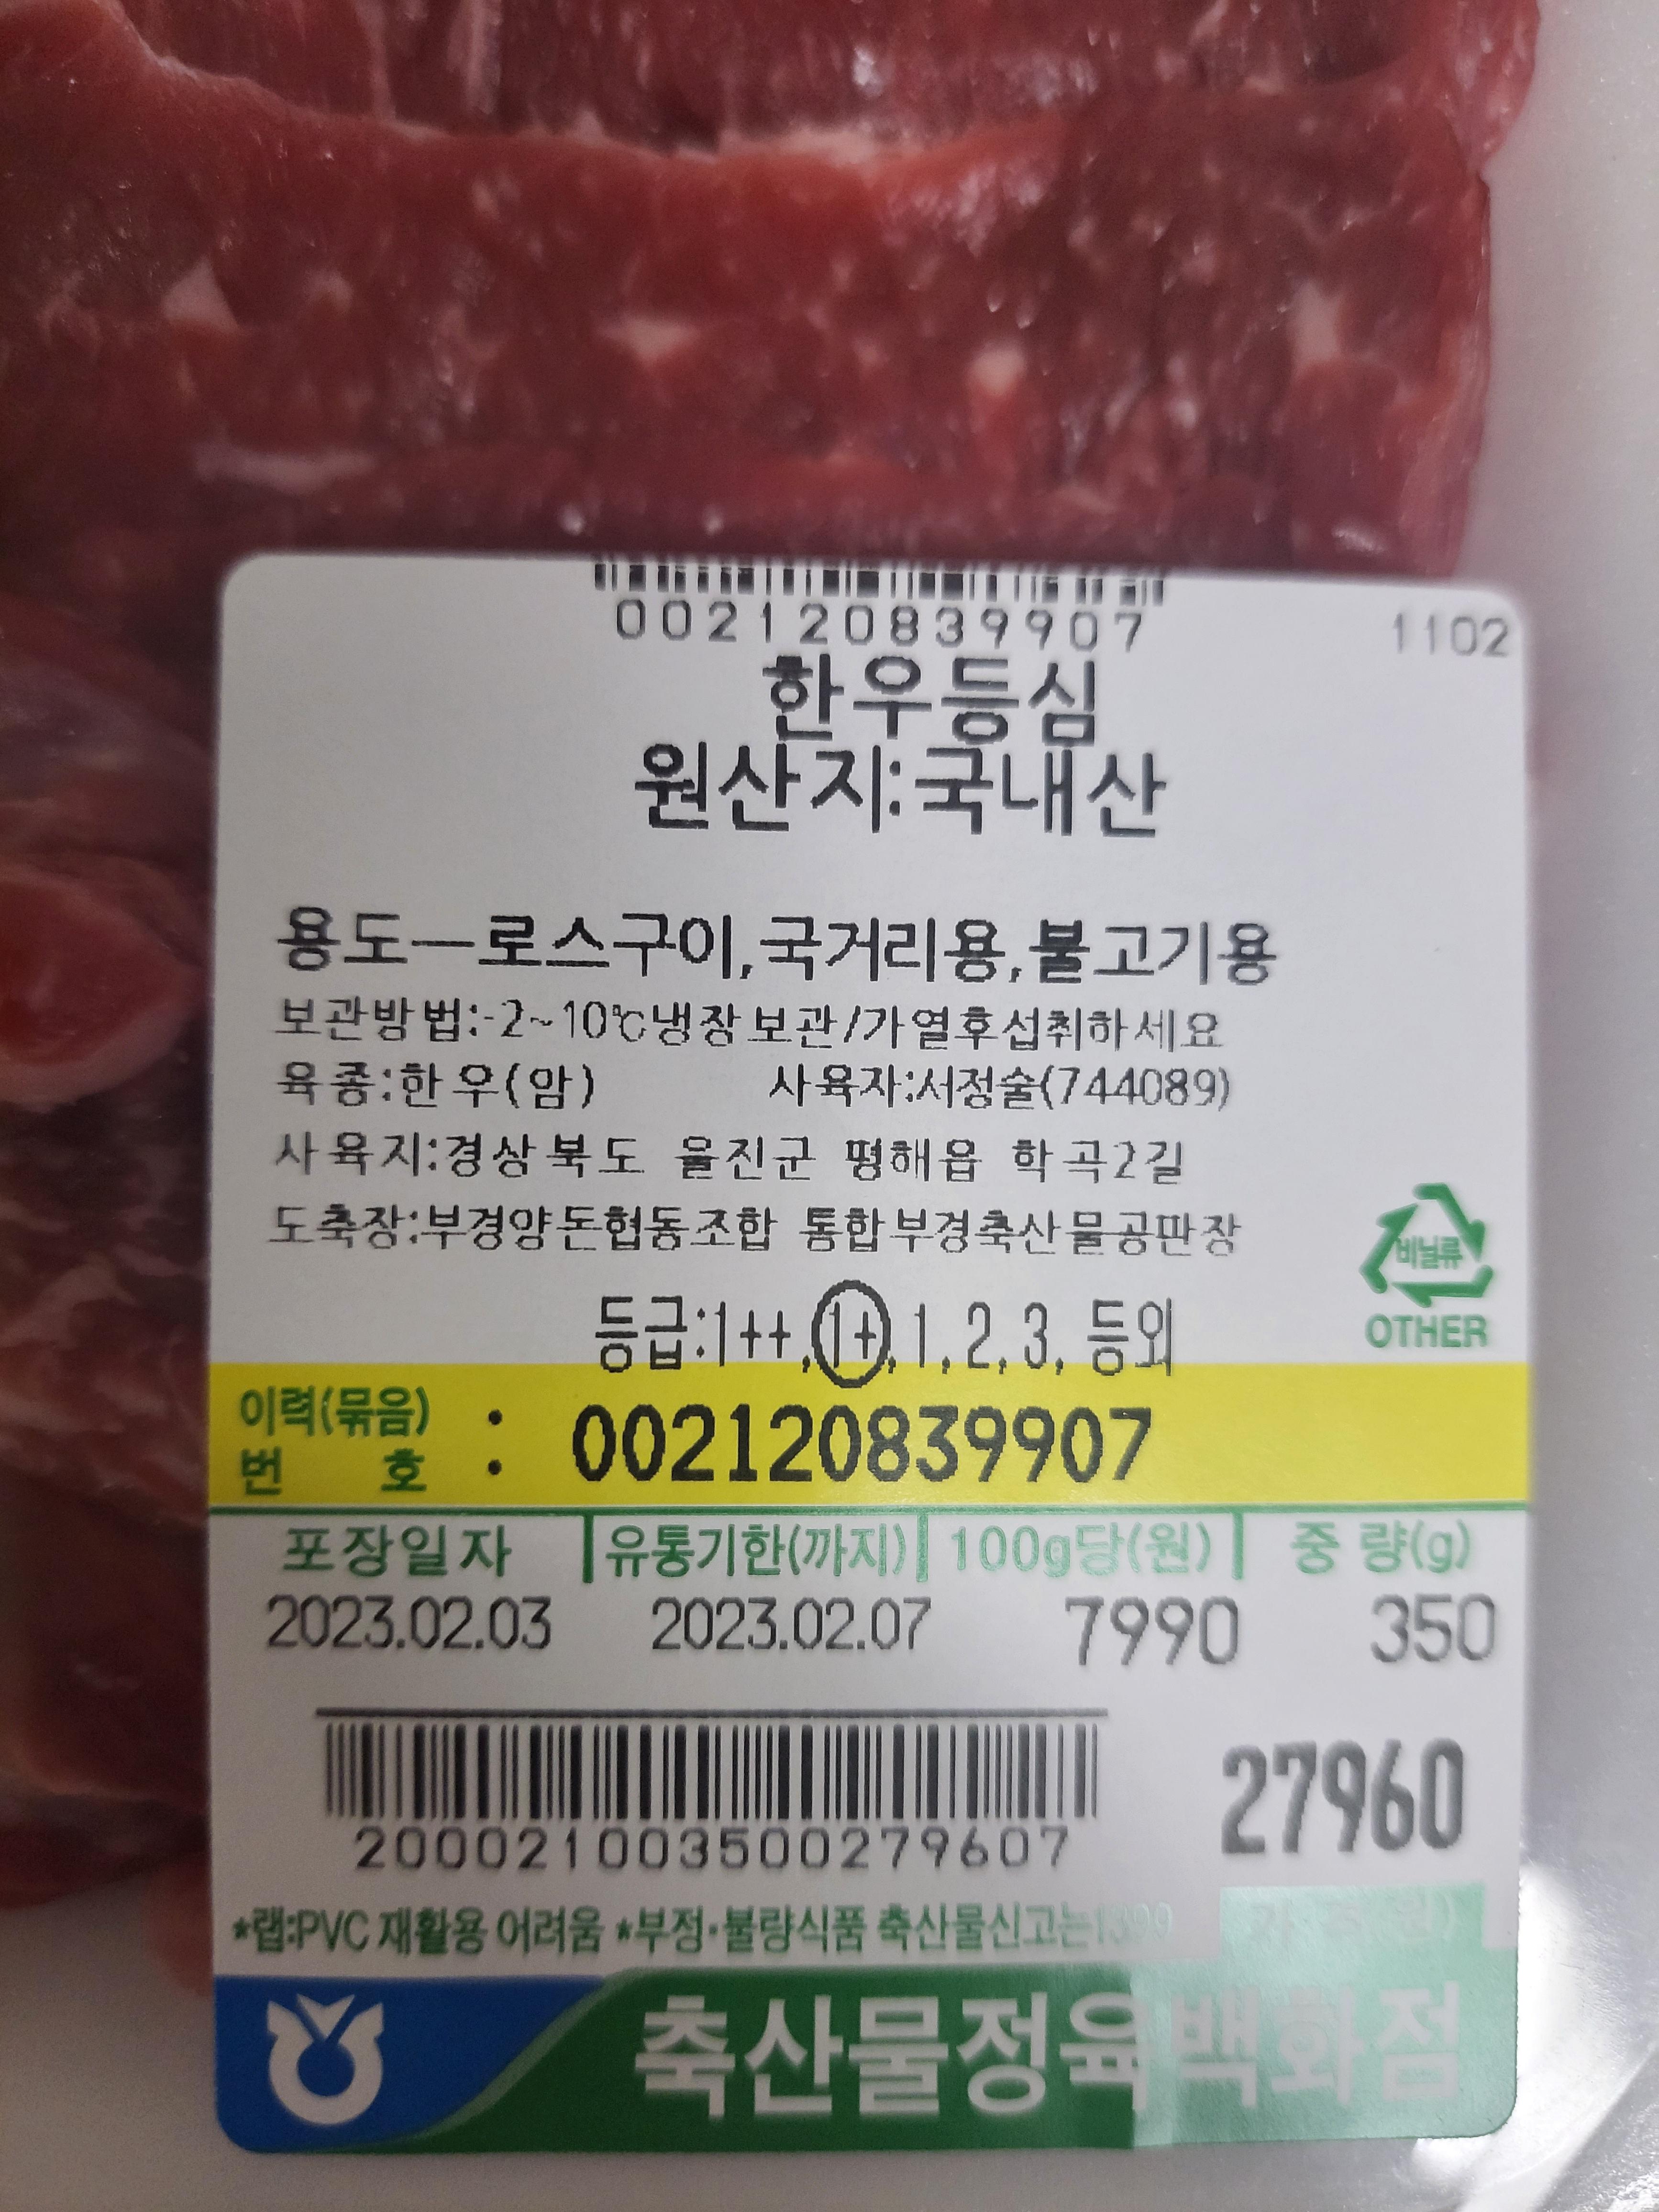 002120839907
1102
한우등심
원산지:국내산
용도—로스구이,국거리용,불고기용
보관방법:-2~10℃냉장보관/가열후섭취하세요
육종:한우(암) 사육자:서정술(744089)
사육지:경상북도 울진군 평해읍 학곡2길
도축장:부경양돈협동조합 통합부경축산물공판장
비닐류
OTHER
등급:1++,1+,1,2,3, 등외
이력(묶음)
번 호 : 002120839907
포장일자 유통기한(까지) 100g당(원) 중 량(g)
2023.02.03 2023.02.07 7990 350
27960
200021003500279607
*랩:PVC 재활용 어려움 *부정·불량식품 축산물신고는1399
축산물정육백화점